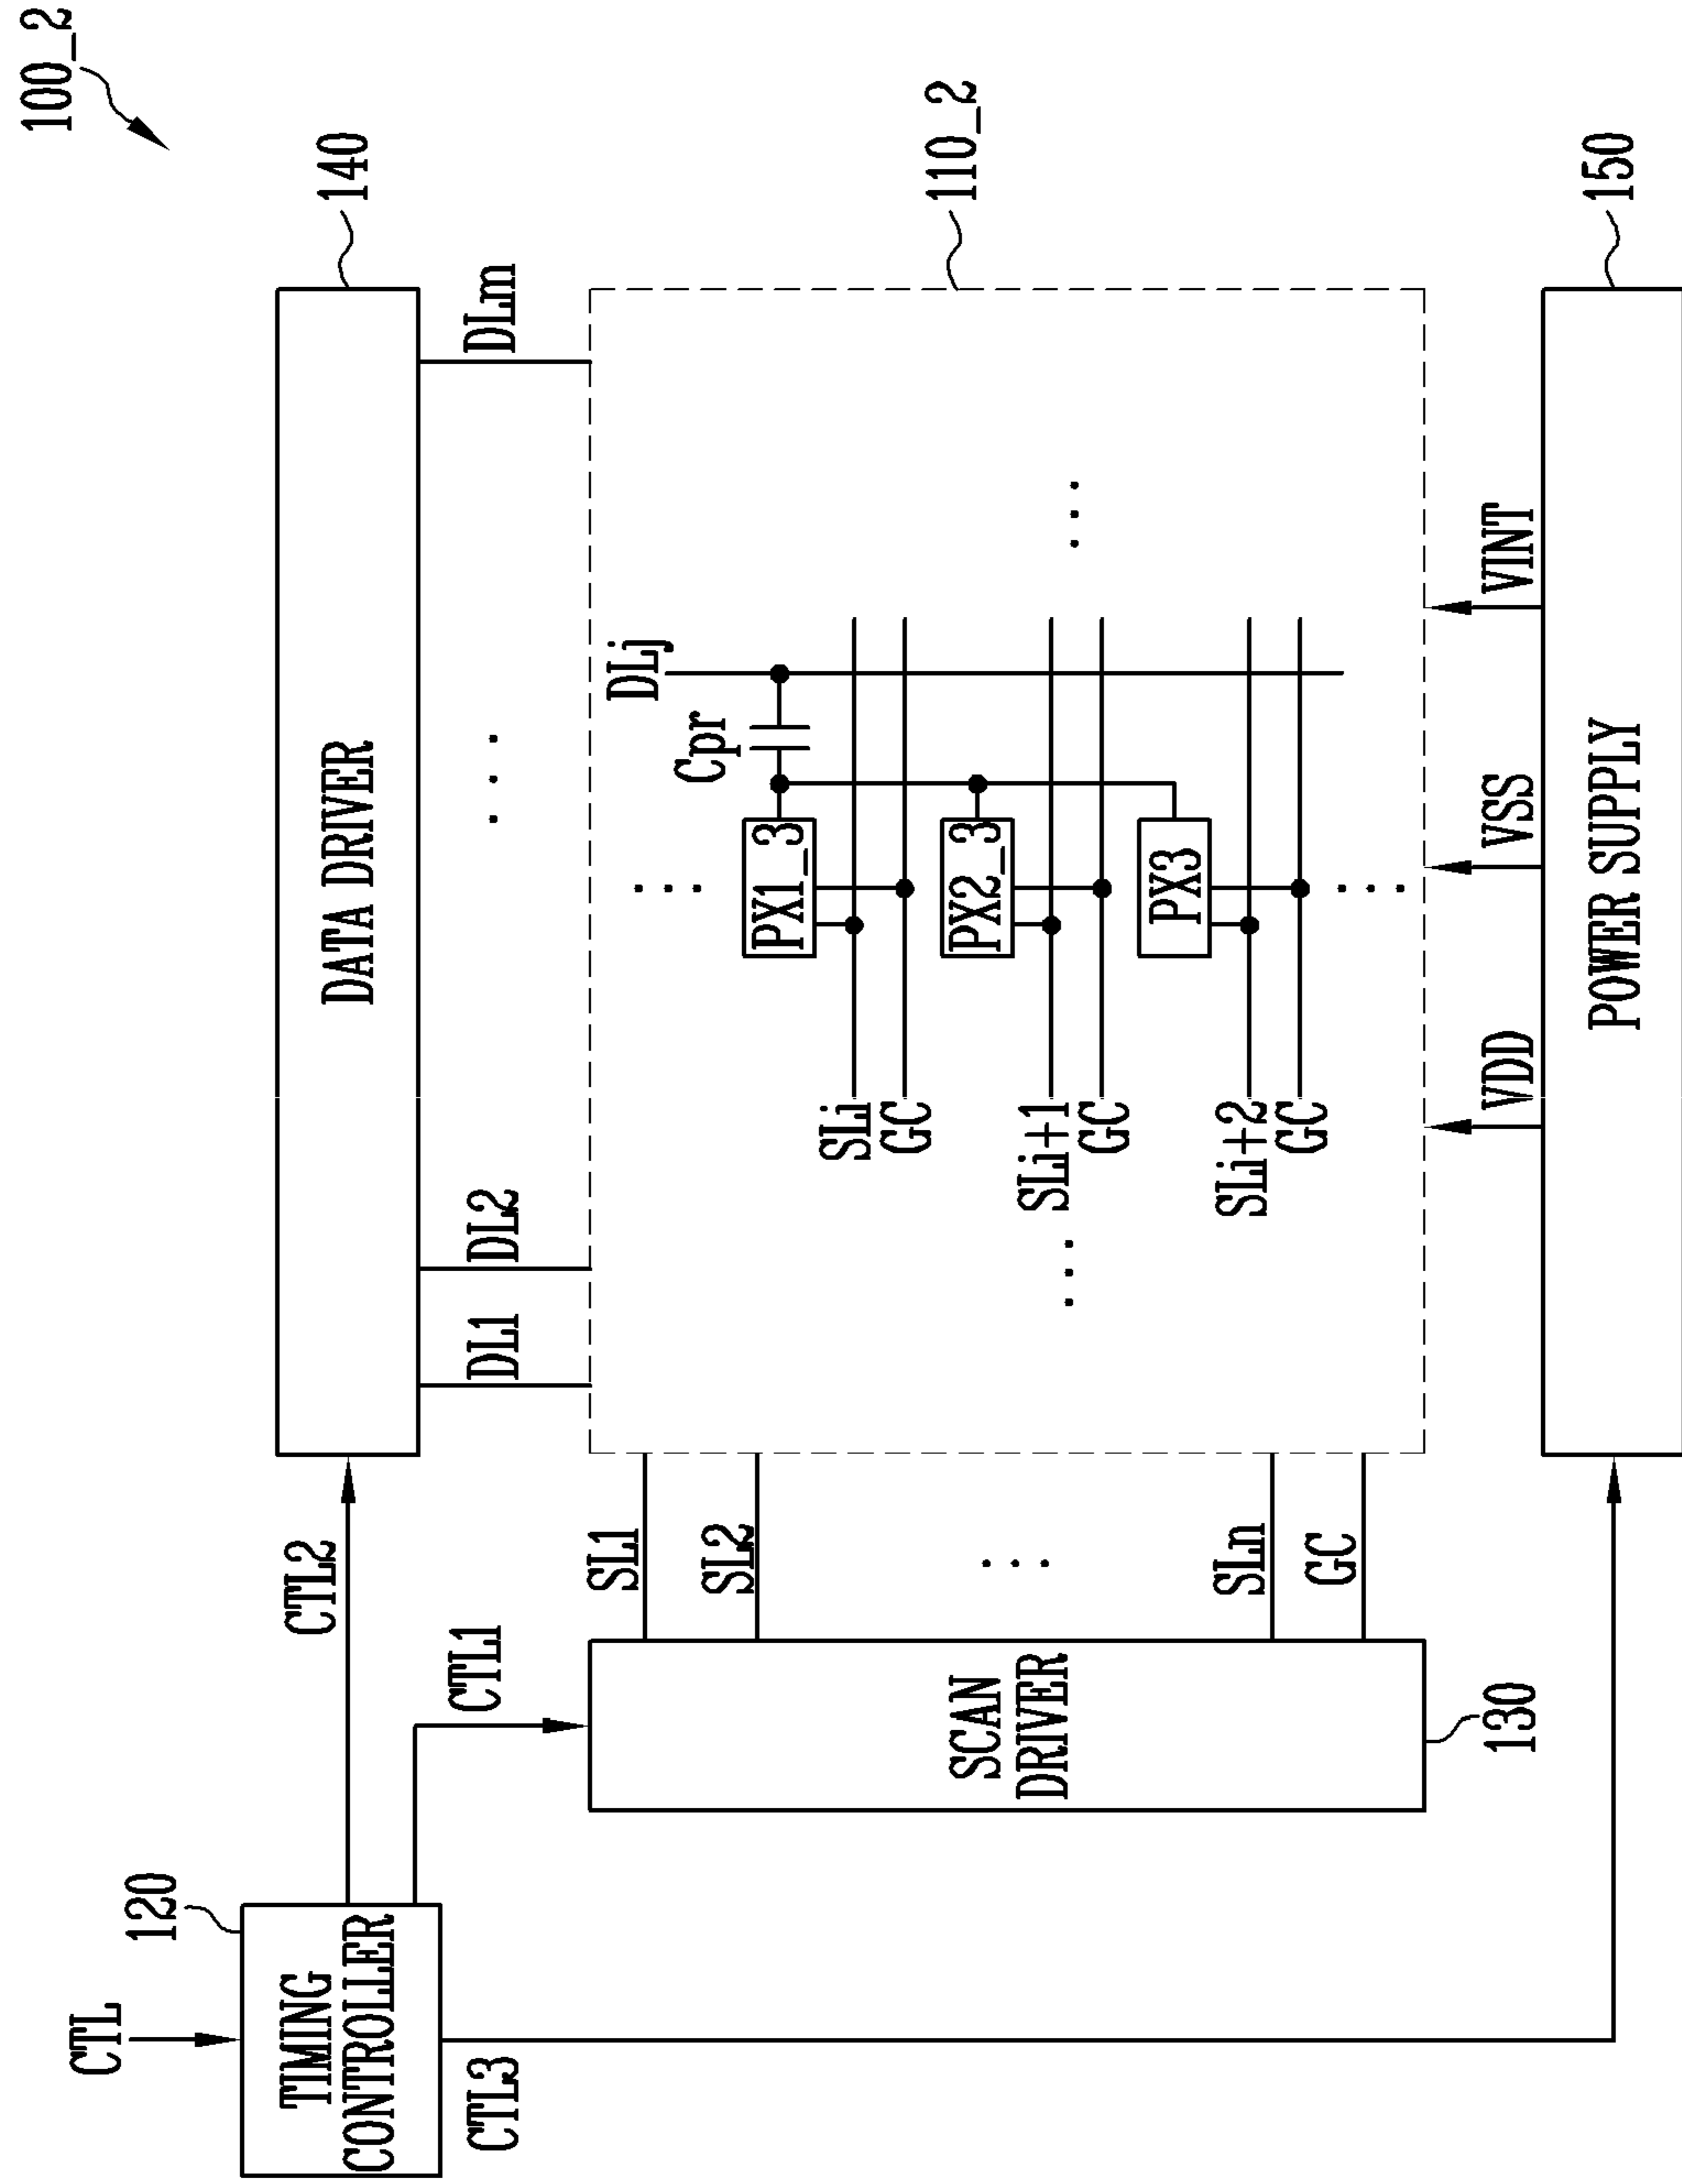 100_2
CTL
120
TIMING
CONTROLLER
CTL2
CTL1
CTL3
DATA DRIVER
140
DL1
DL2
. . .
DLm
SCAN
DRIVER
130
SL1
SL2
. . .
SLn
GC
110_2
DLj
Cpr
. . .
PX1_3
SLi
GC
PX2_3
SLi+1
GC
. . .
. . .
PX3
SLi+2
GC
. . .
VDD
VSS
VINT
POWER SUPPLY
150